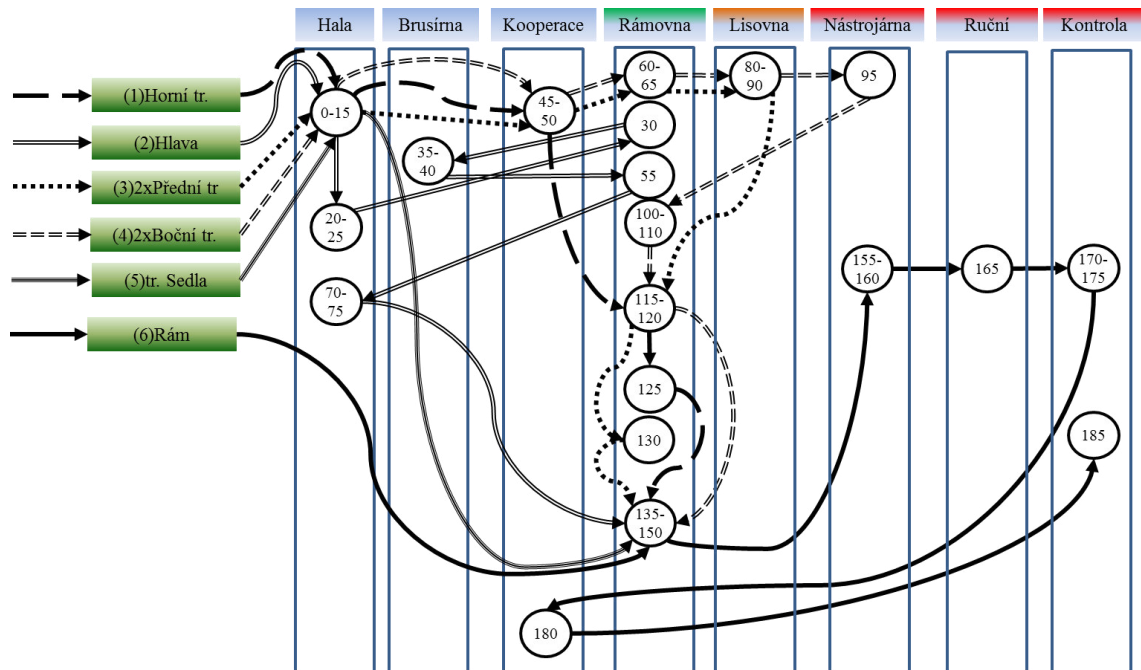 Hala
Brusírna
Kooperace
Rámovna
Lisovna
Nástrojárna
Ruční
Kontrola
(1)Horní tr.
(2)Hlava
(3)2xPřední tr
(4)2xBoční tr.
(5)tr. Sedla
(6)Rám
0-15
20-
25
70-
75
35-
40
45-
50
180
60-
65
30
55
100-
110
115-
120
125
130
135-
150
80-
90
95
155-
160
165
170-
175
185